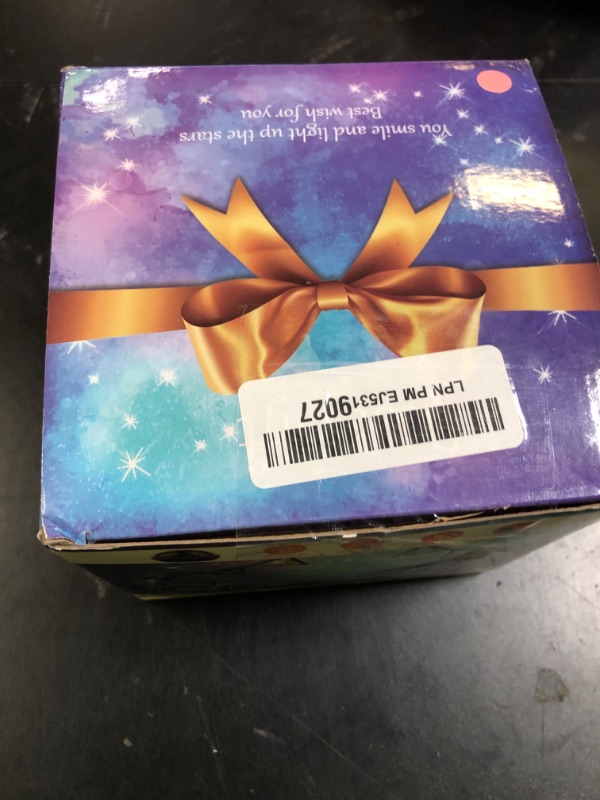 You smile and light up the stars
Best wish for you
LPN PM EJ5319027